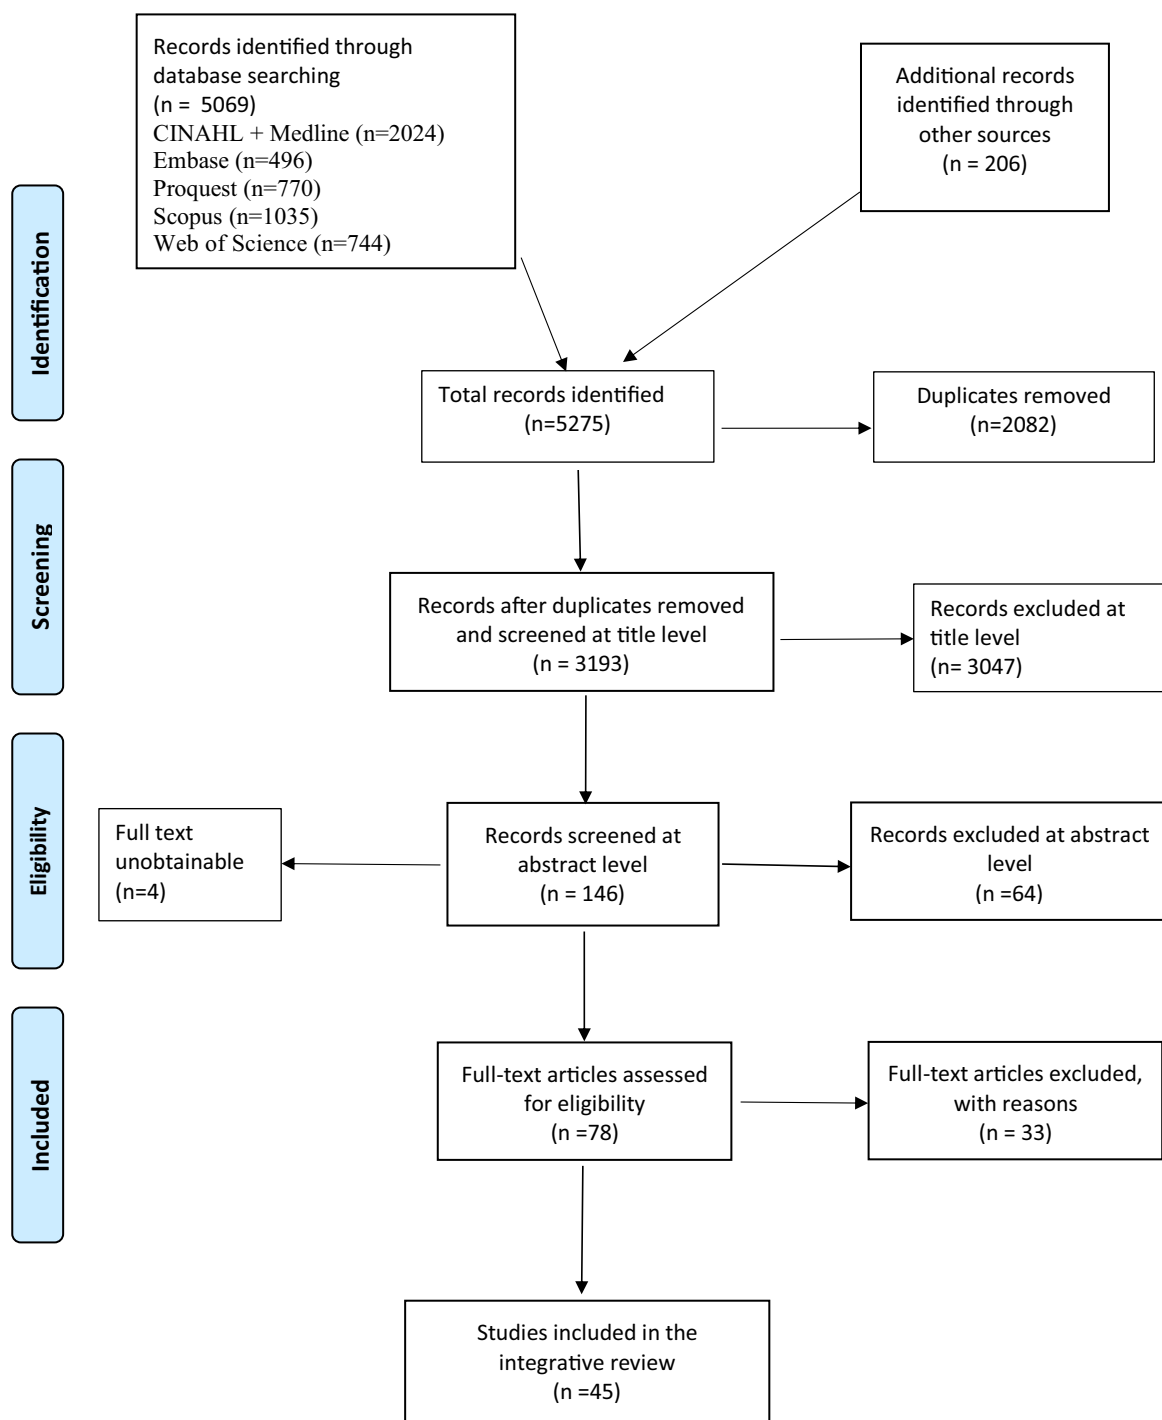 Records identified through
database searching
(n =  5069)
CINAHL + Medline (n=2024)
Embase (n=496)
Proquest (n=770)
Scopus (n=1035)
Web of Science (n=744)
Additional records
identified through
other sources
(n = 206)
Identification
Total records identified
(n=5275)
Duplicates removed
(n=2082)
Screening
Records after duplicates removed
and screened at title level
(n = 3193)
Records excluded at
title level
(n= 3047)
Eligibility
Full text
unobtainable
(n=4)
Records screened at
abstract level
(n = 146)
Records excluded at abstract
level
(n =64)
Included
Full-text articles assessed
for eligibility
(n =78)
Full-text articles excluded,
with reasons
(n = 33)
Studies included in the
integrative review
(n =45)